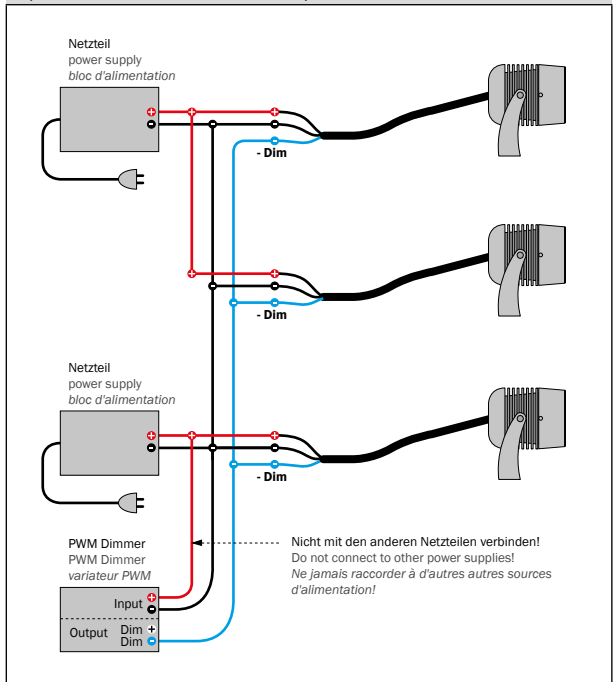 Netzteil
power supply
bloc d'alimentation
- Dim
- Dim
Netzteil
power supply
bloc d'alimentation
- Dim
PWM Dimmer
PWM Dimmer
variateur PWM
Nicht mit den anderen Netzteilen verbinden!
Do not connect to other power supplies!
Ne jamais raccorder à d'autres autres sources
d'alimentation!
Input
Output Dim +
Dim